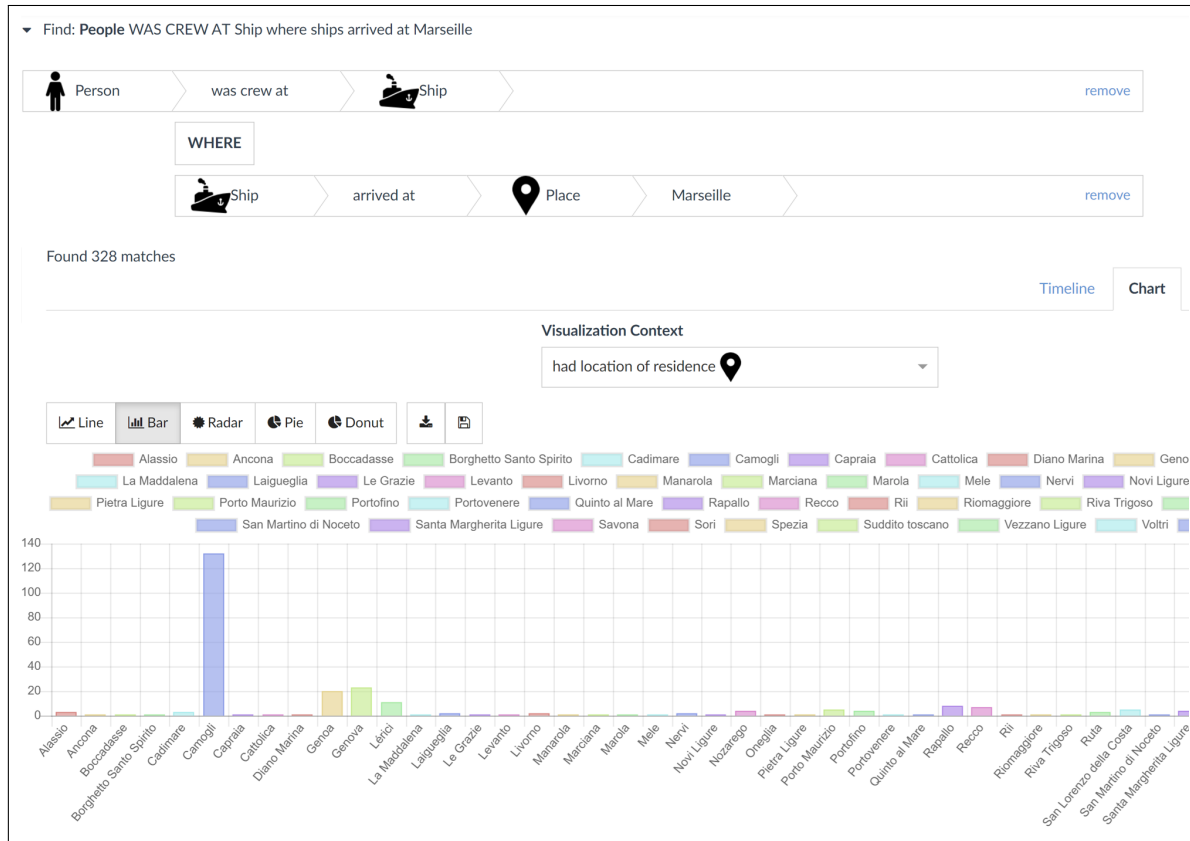 Find: People WAS CREW AT Ship where ships arrived at Marseille
Person was crew at Ship remove
WHERE
Ship arrived at Place Marseille remove
Found 328 matches
Timeline Chart
Visualization Context
had location of residence
Line Bar Radar Pie Donut
Alassio Ancona Boccadasse Borghetto Santo Spirito Cadimare Camogli Capraia Cattolica Diano Marina Geno
La Maddalena Laigueglia Le Grazie Levanto Livorno Manarola Marciana Marola Mele Nervi Novi Ligure
Pietra Ligure Porto Maurizio Portofino Portovenere Quinto al Mare Rapallo Recco Rii Riomaggiore Riva Trigoso
San Martino di Noceto Santa Margherita Ligure Savona Sori Spezia Suddito toscano Vezzano Ligure Voltri
140
120
100
80
60
40
20
0
Alassio Ancona Boccadasse Borghetto Santo Spirito Cadimare Camogli Capraia Cattolica Diano Marina Genoa Genova Lérici La Maddalena Laigueglia Le Grazie Levanto Livorno Manarola Marciana Marola Mele Nervi Novi Ligure Nozarego Oneglia Pietra Ligure Porto Maurizio Portofino Portovenere Quinto al Mare Rapallo Recco Rii Riomaggiore Riva Trigoso Ruta San Lorenzo della Costa San Martino di Noceto Santa Margherita Ligure